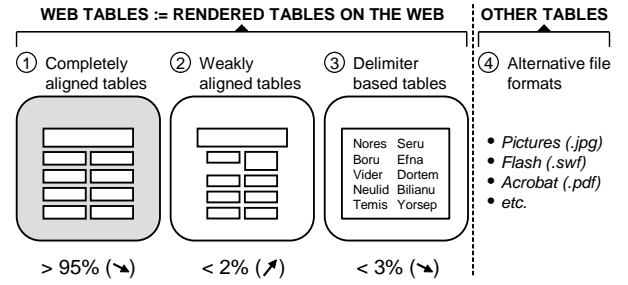 WEB TABLES := RENDERED TABLES ON THE WEB
OTHER TABLES
1 Completely
aligned tables
2 Weakly
aligned tables
3 Delimiter
based tables
4 Alternative file
formats
Nores Seru
Boru Efna
Vider Dortem
Neulid Bilianu
Temis Yorsep
• Pictures (.jpg)
• Flash (.swf)
• Acrobat (.pdf)
• etc.
> 95% (➘)
< 2% (➚)
< 3% (➘)